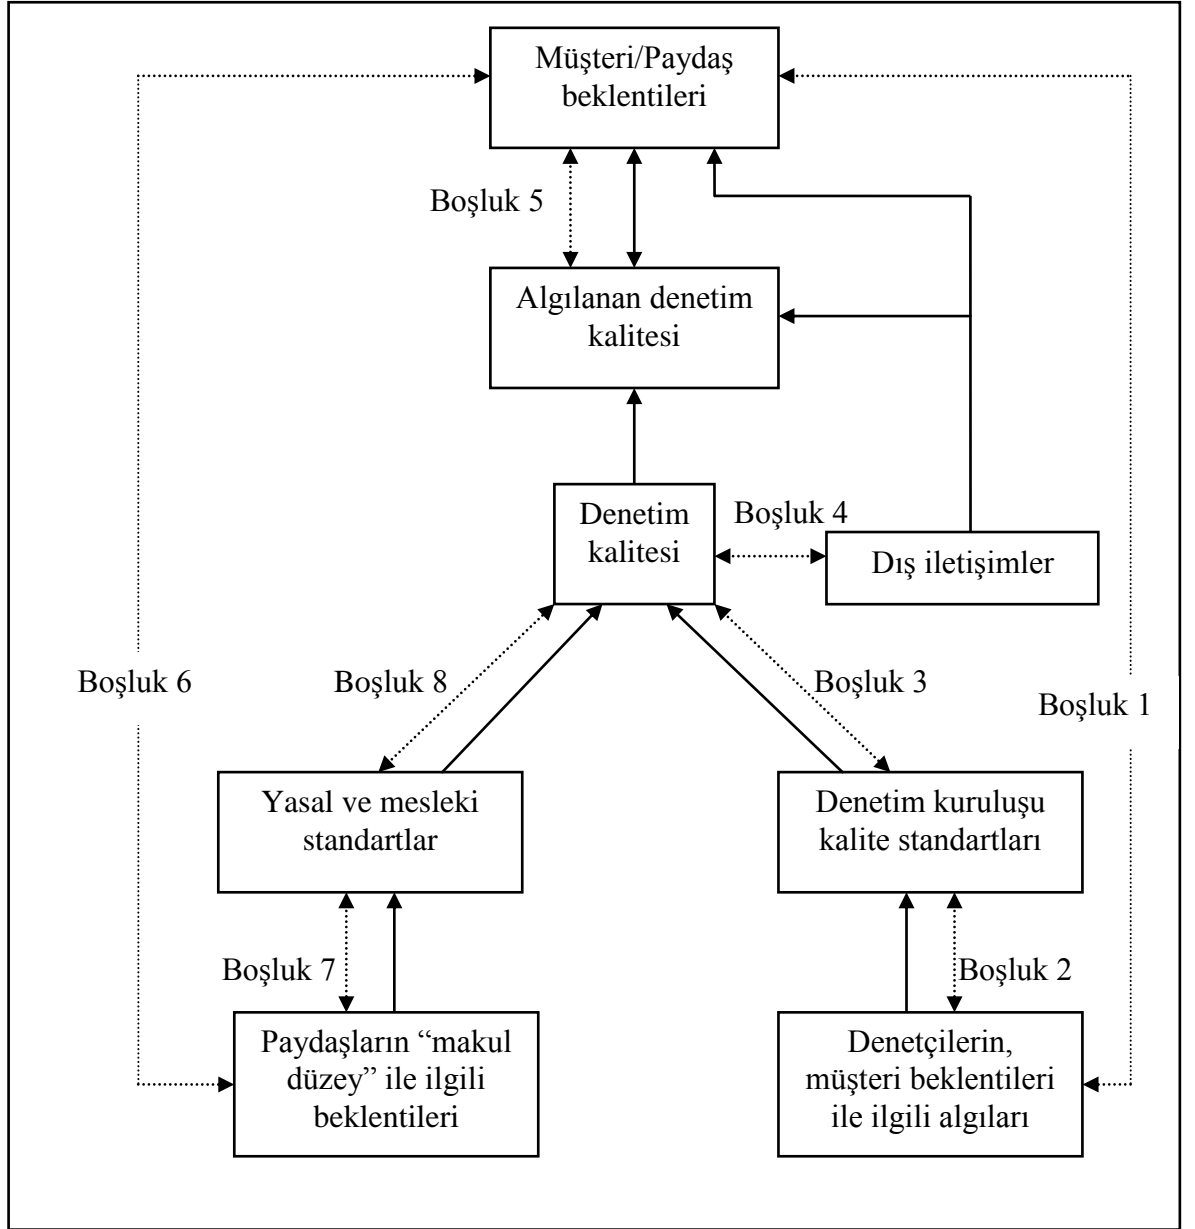 Müşteri/Paydaş
beklentileri
Boşluk 5
Algılanan denetim
kalitesi
Denetim
kalitesi
Boşluk 4
Dış iletişimler
Boşluk 6
Boşluk 8
Boşluk 3
Boşluk 1
Yasal ve mesleki
standartlar
Denetim kuruluşu
kalite standartları
Boşluk 7
Boşluk 2
Paydaşların “makul
düzey” ile ilgili
beklentileri
Denetçilerin,
müşteri beklentileri
ile ilgili algıları